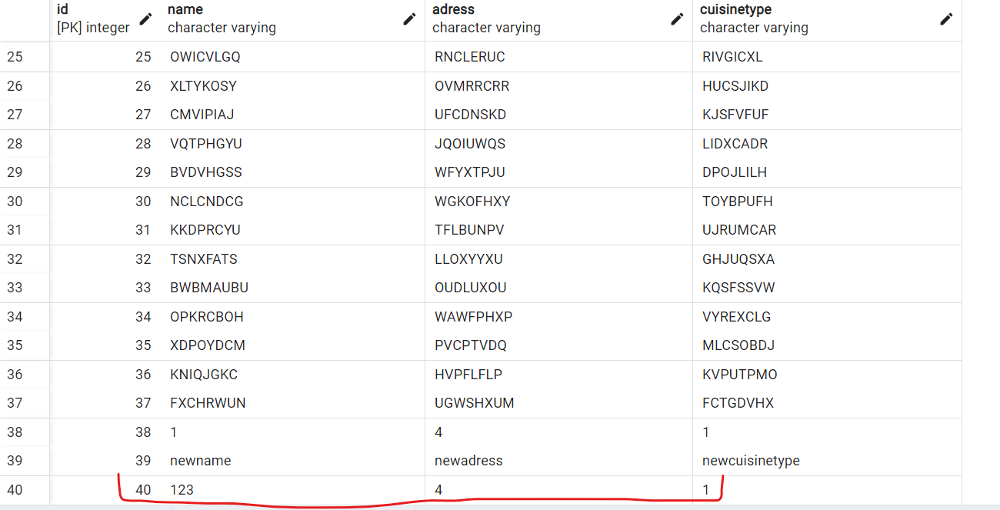 id name adress cuisinetype
[PK] integer character varying character varying character varying
25 25 OWICVLGQ RNCLERUC RIVGICXL
26 26 XLTYKOSY OVMRRCRR HUCSJIKD
27 27 CMVIPIAJ UFCDNSKD KJSFVFUF
28 28 VQTPHGYU JQOIUWQS LIDXCADR
29 29 BVDVHGSS WFYXTPJU DPOJLILH
30 30 NCLCNDCG WGKOFHXY TOYBPUFH
31 31 KKDPRCYU TFLBUNPV UJRUMCAR
32 32 TSNXFATS LLOXYYXU GHJUQSXA
33 33 BWBMAUBU OUDLUXOU KQSFSSVW
34 34 OPKRCBOH WAWFPHXP VYREXCLG
35 35 XDPOYDCM PVCPTVDQ MLCSOBDJ
36 36 KNIQJGKC HVPFLFLP KVPUTPMO
37 37 FXCHRWUN UGWSHXUM FCTGDVHX
38 38 1 4 1
39 39 newname newadress newcuisinetype
40 40 123 4 1